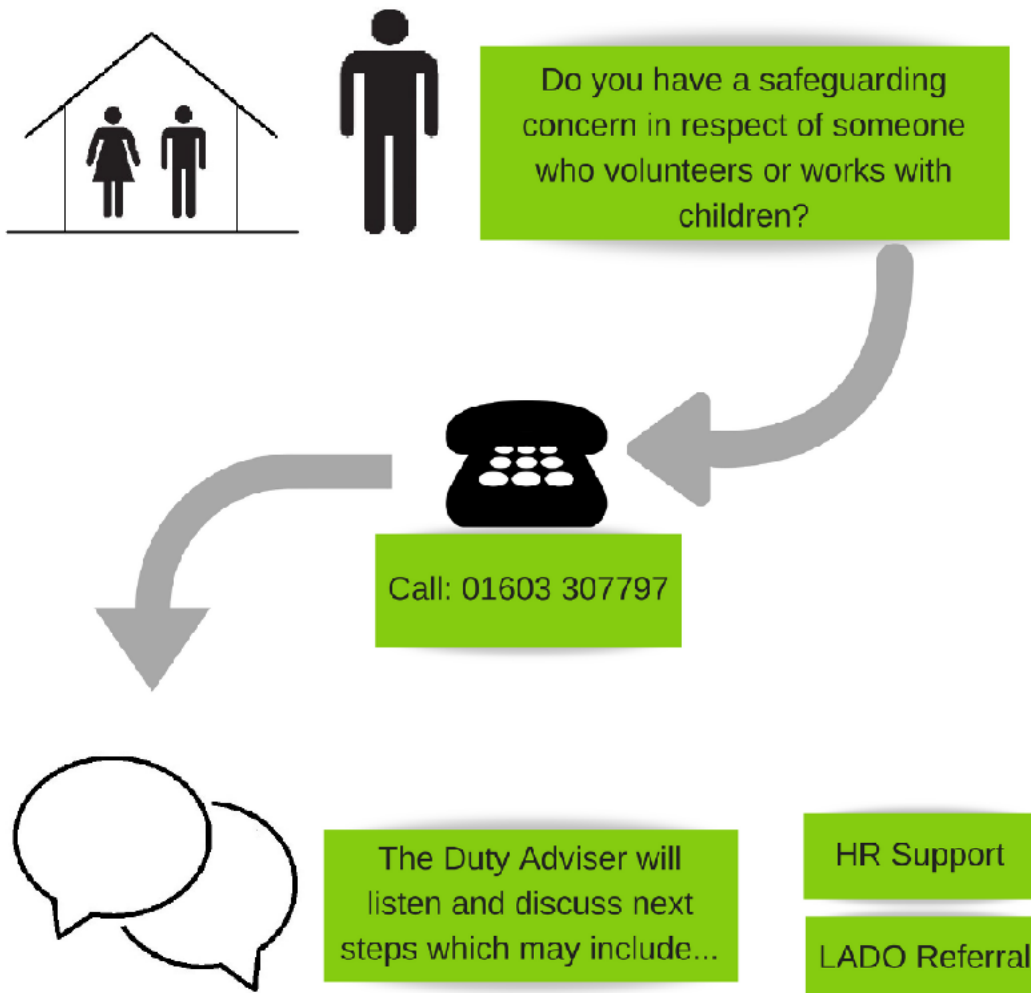 Do you have a safeguarding
concern in respect of someone
who volunteers or works with
children?
Call: 01603 307797
The Duty Adviser will
listen and discuss next
steps which may include...
HR Support
LADO Referral